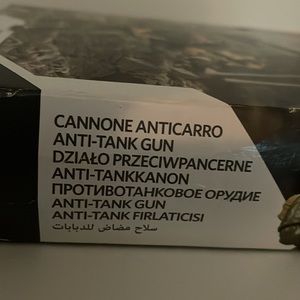 CANNONE ANTICARRO
ANTI-TANK GUN
DZIAŁO PRZECIWPANCERNE
ANTI-TANKKANON
ПРОТИВОТАНКОВОЕ ОРУДИЕ
ANTI-TANK GUN
ANTI-TANK FIRLATICISI
سلاح مضاض للدبابات